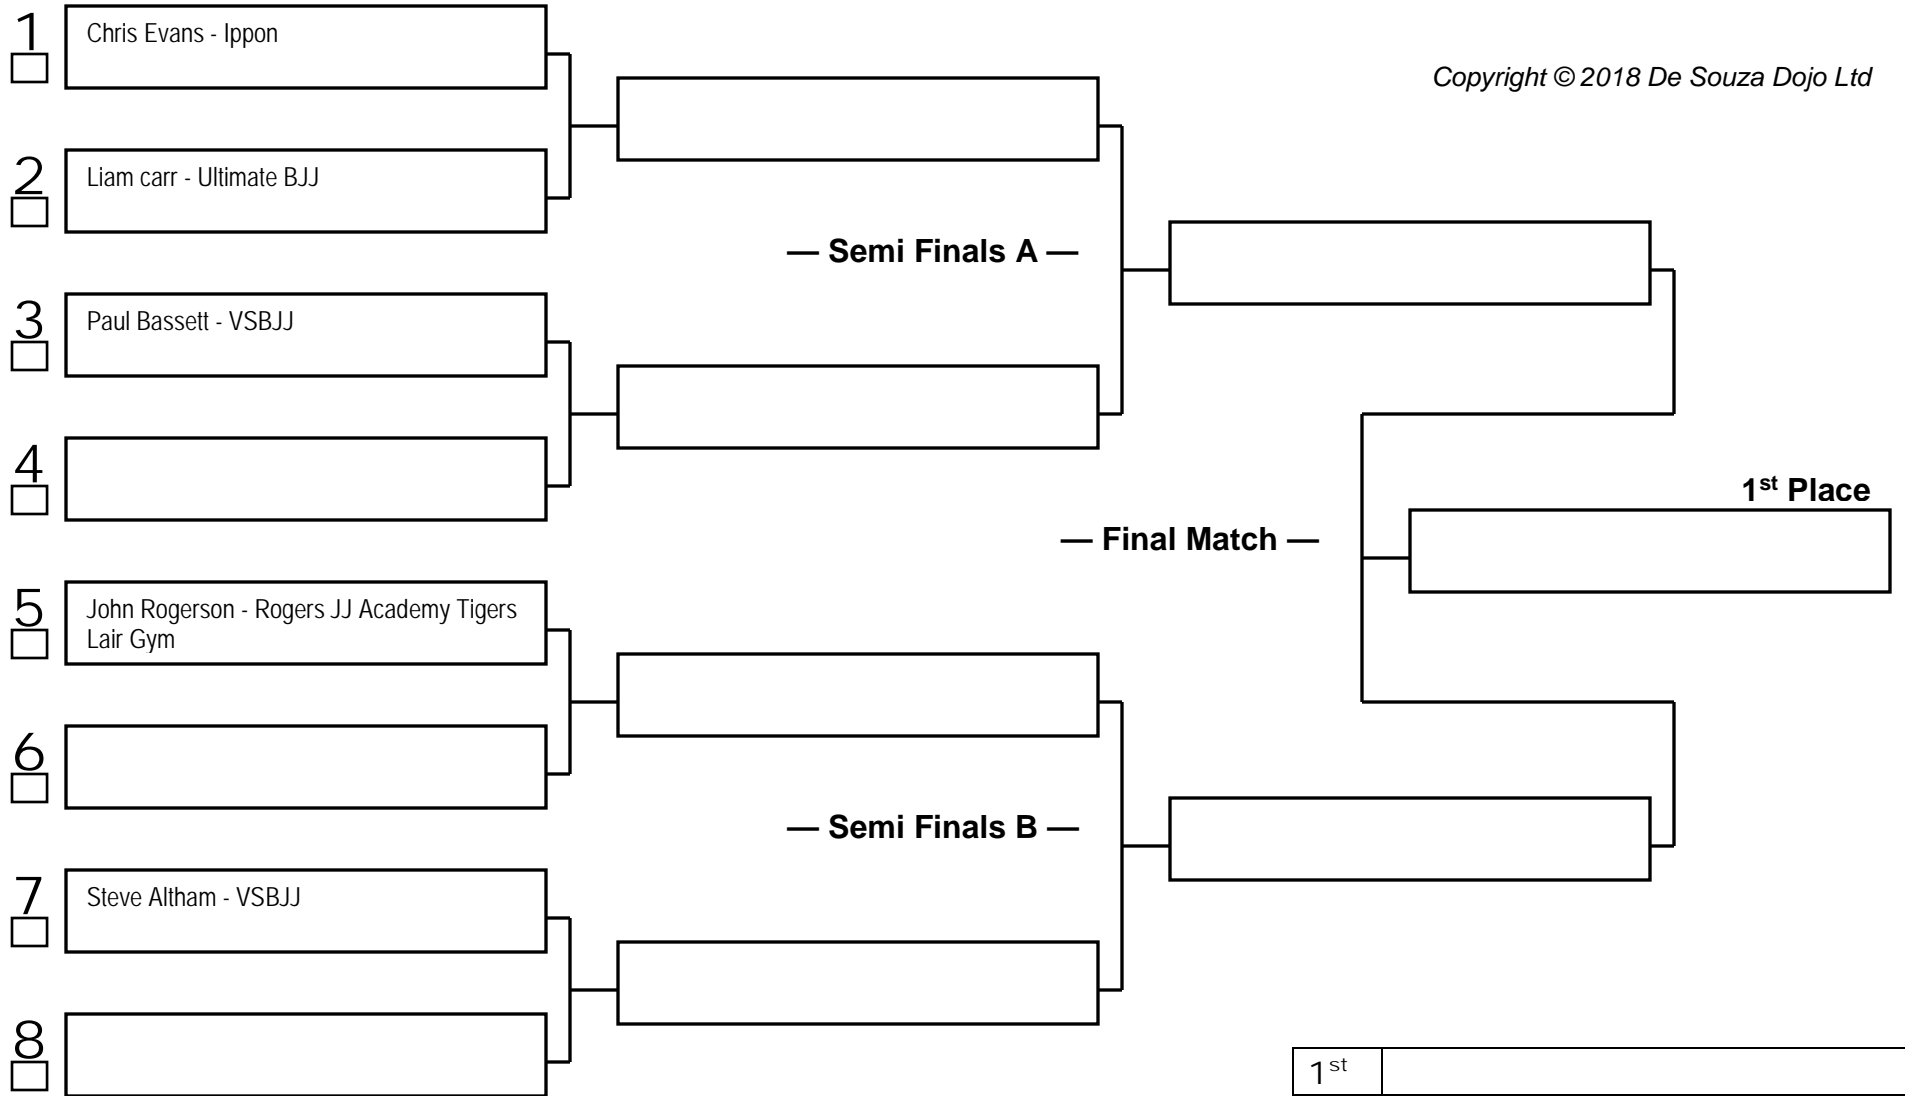 1
Chris Evans - Ippon
Copyright © 2018 De Souza Dojo Ltd
2
Liam carr - Ultimate BJJ
— Semi Finals A —
3
Paul Bassett - VSBJJ
4
1st Place
— Final Match —
5
John Rogerson - Rogers JJ Academy Tigers
Lair Gym
6
— Semi Finals B —
7
Steve Altham - VSBJJ
8
1st